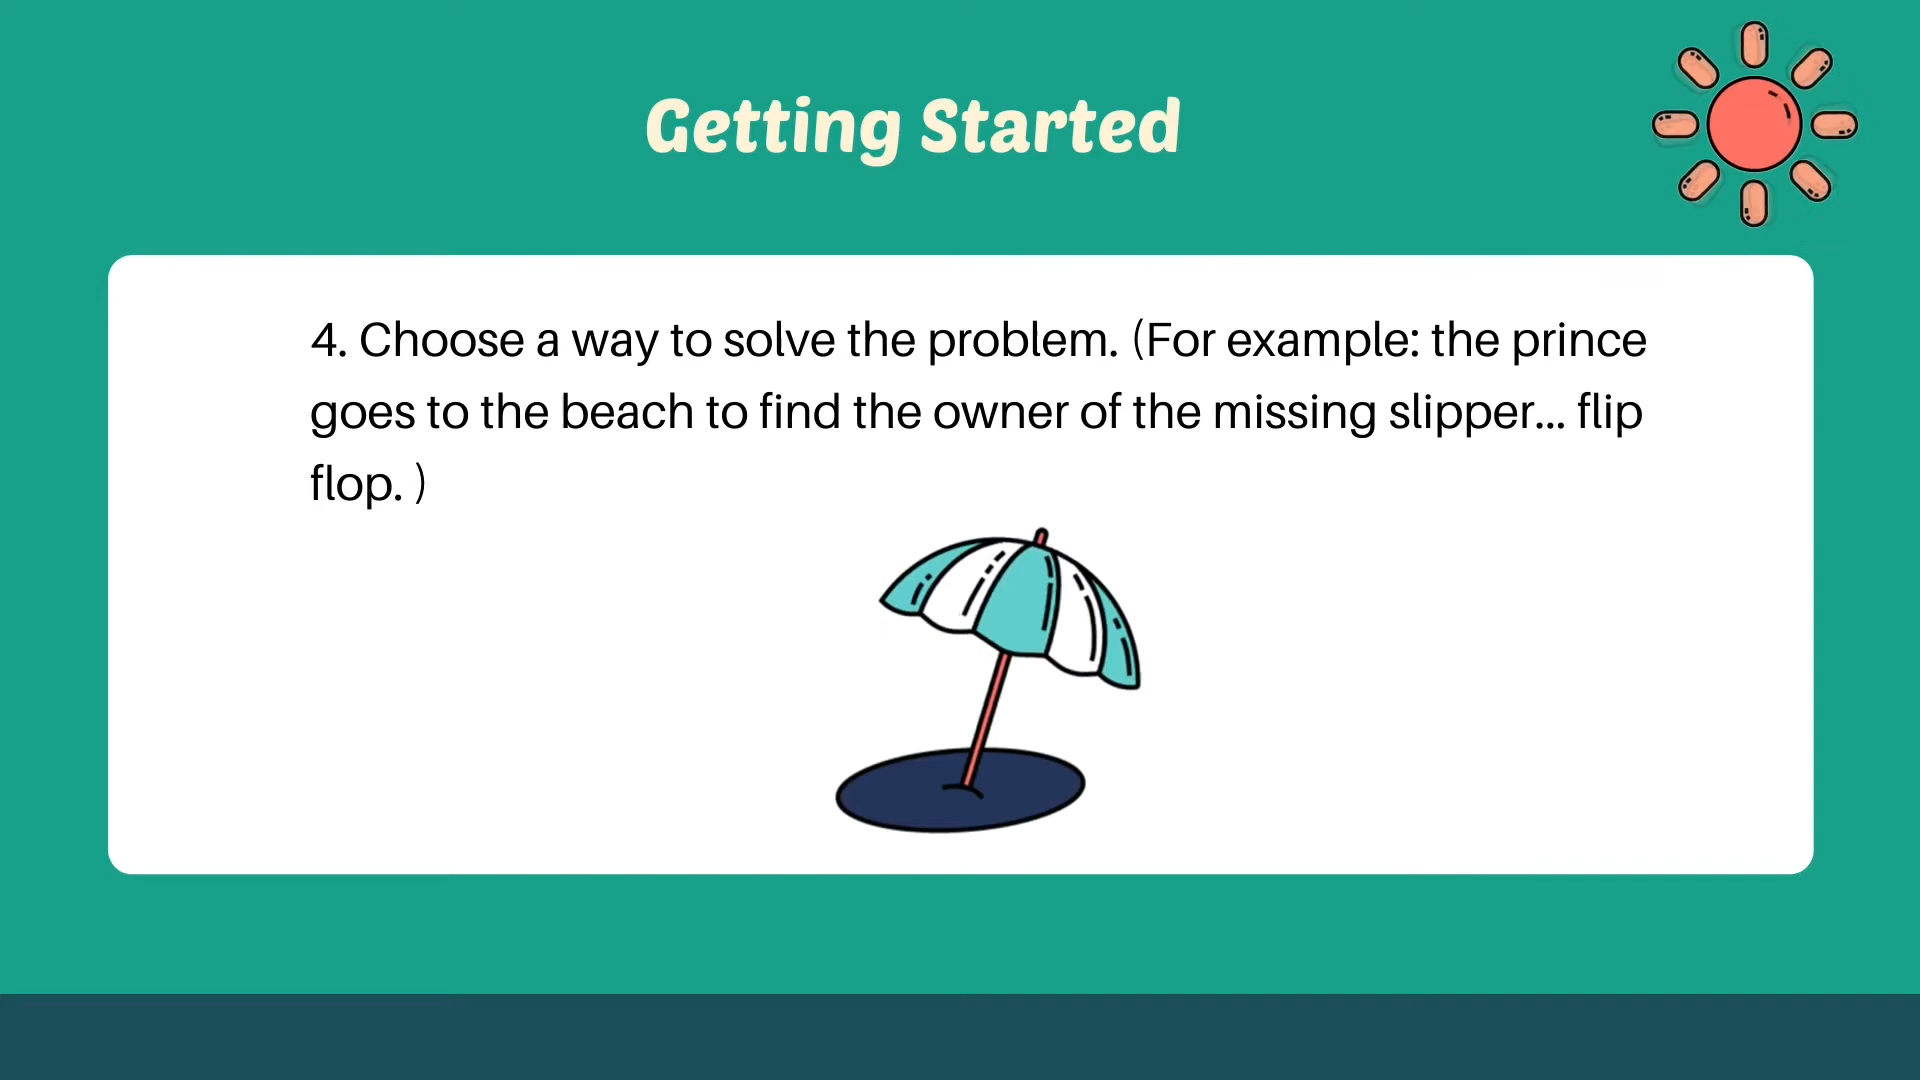 Getting Started
4. Choose a way to solve the problem. (For example: the prince
goes to the beach to find the owner of the missing slipper... flip
flop. )